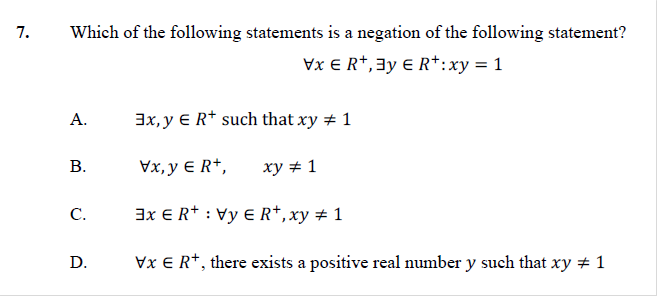 7. Which of the following statements is a negation of the following statement?
∀x ∈ R⁺, ∃y ∈ R⁺: xy = 1
A. ∃x, y ∈ R⁺ such that xy ≠ 1
B. ∀x, y ∈ R⁺, xy ≠ 1
C. ∃x ∈ R⁺ : ∀y ∈ R⁺, xy ≠ 1
D. ∀x ∈ R⁺, there exists a positive real number y such that xy ≠ 1